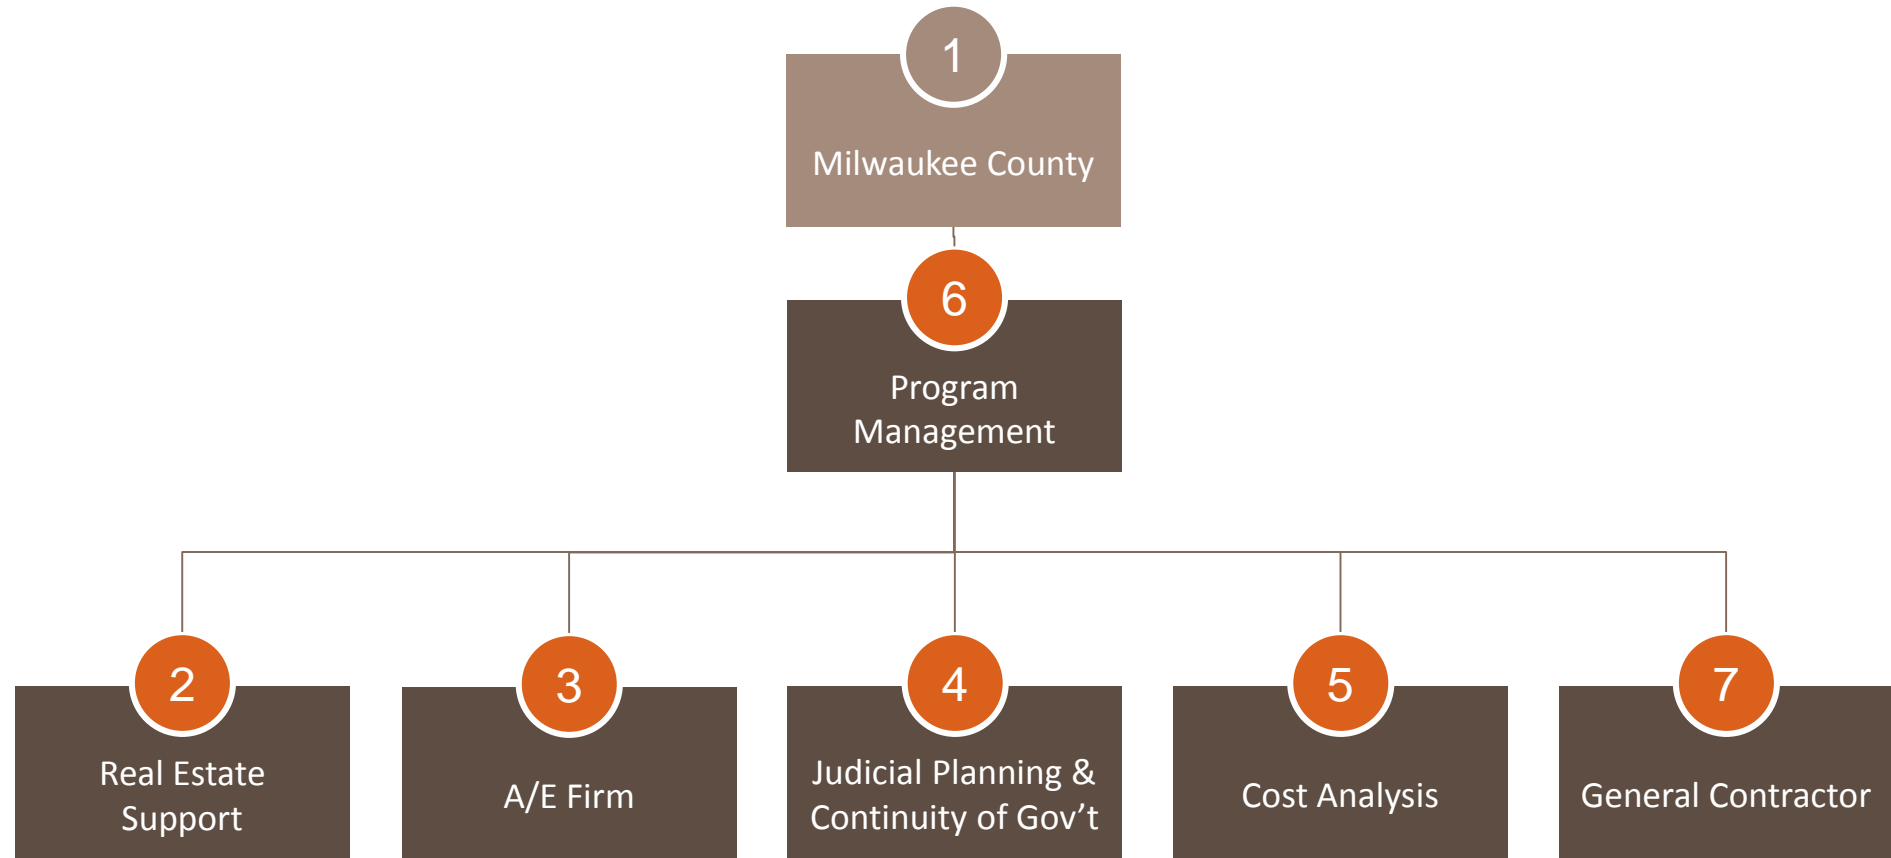 1
Milwaukee County
6
Program
Management
2
Real Estate
Support
3
A/E Firm
4
Judicial Planning &
Continuity of Gov’t
5
Cost Analysis
7
General Contractor